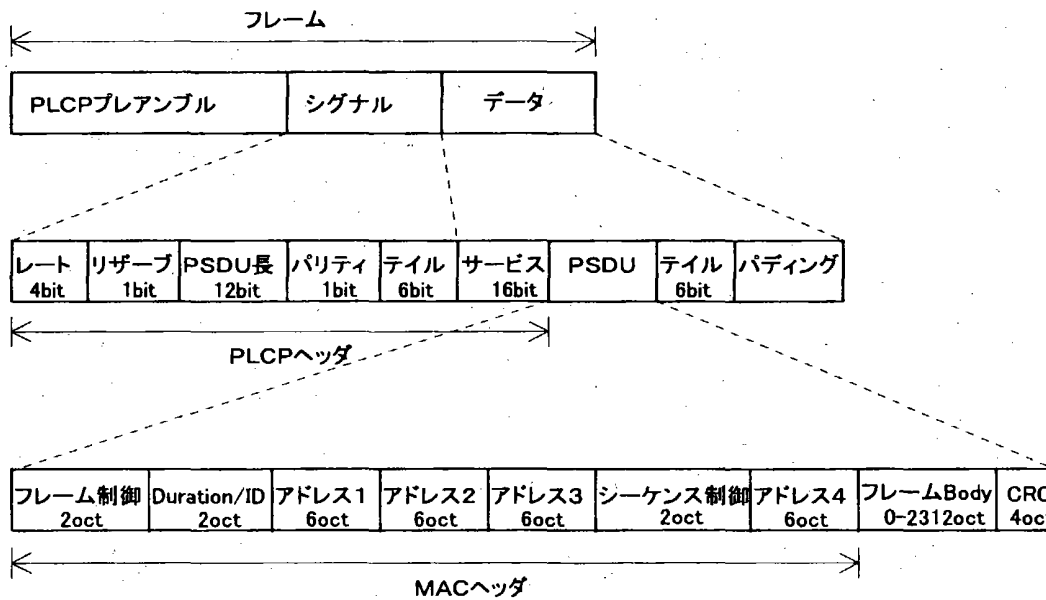 フレーム
PLCPプレアンブル シグナル データ
レート リザーブ PSDU長 パリティ テイル サービス PSDU テイル パディング
4bit 1bit 12bit 1bit 6bit 16bit 6bit
PLCPヘッダ
フレーム制御 Duration/ID アドレス1 アドレス2 アドレス3 シーケンス制御 アドレス4 フレームBody CRC
2oct 2oct 6oct 6oct 6oct 2oct 6oct 0-2312oct 4oct
MACヘッダ